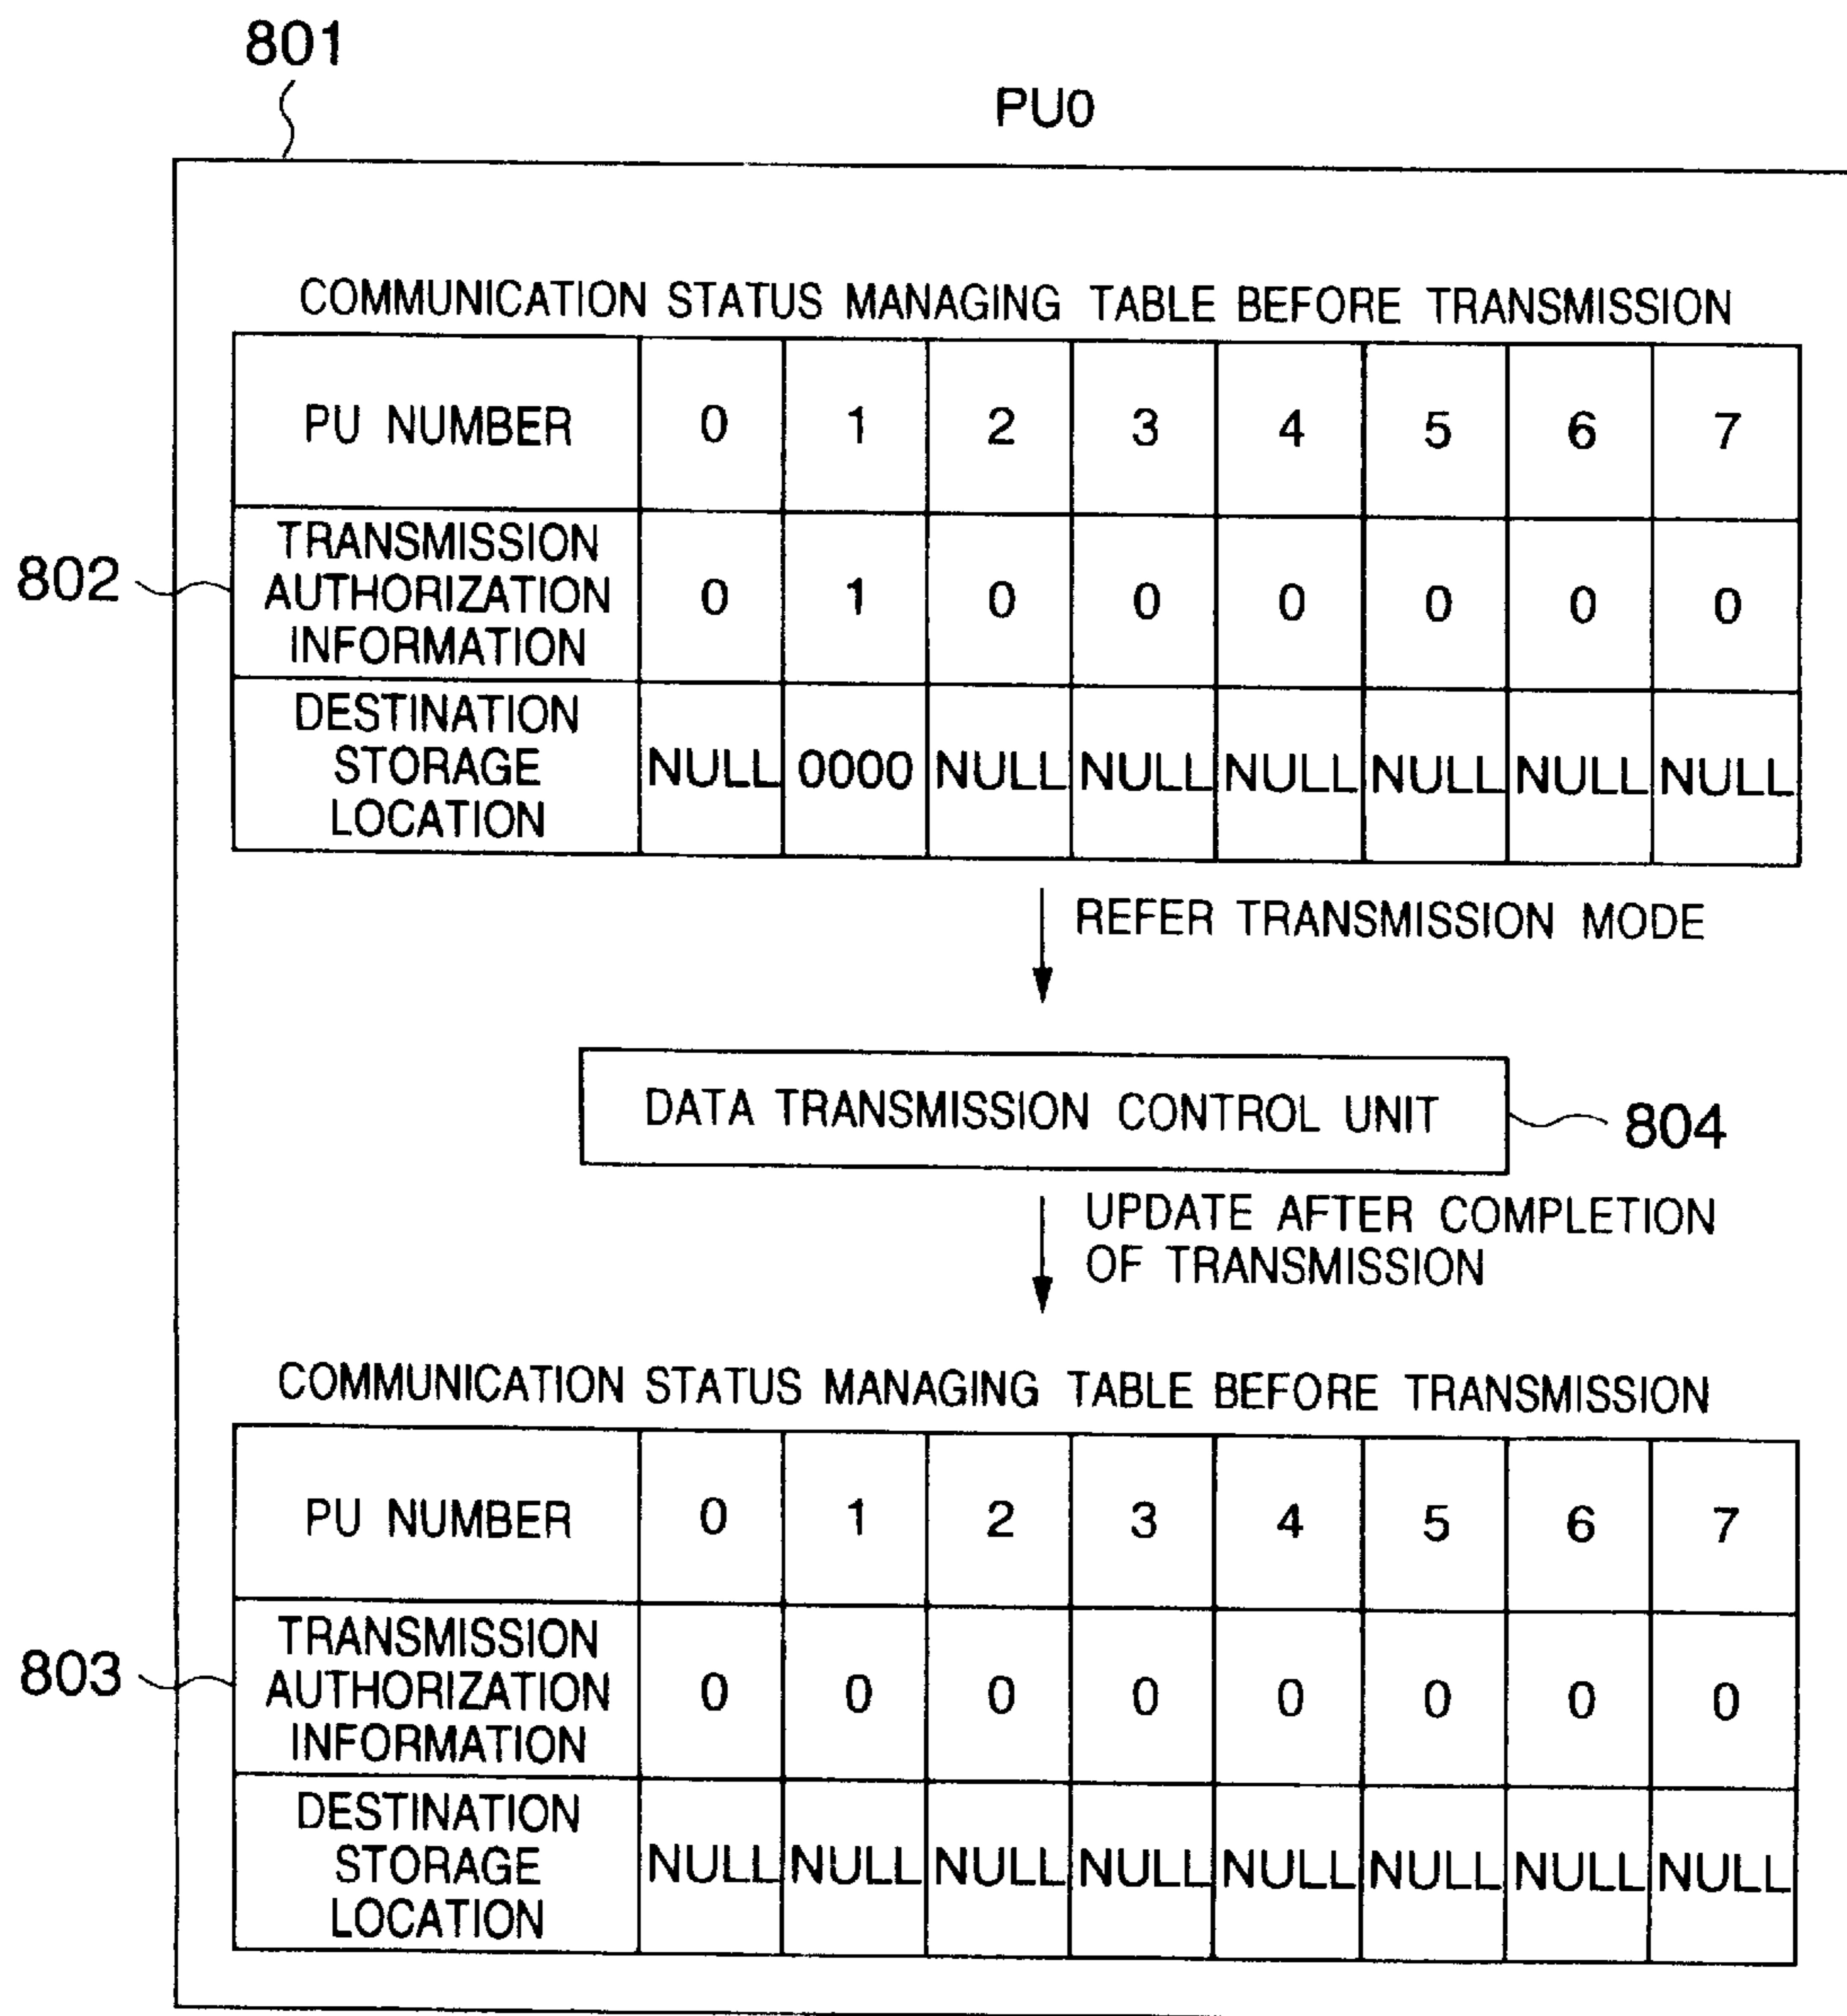 801
PU0
COMMUNICATION STATUS MANAGING TABLE BEFORE TRANSMISSION
PU NUMBER 0 1 2 3 4 5 6 7
802
TRANSMISSION
AUTHORIZATION
INFORMATION
0 1 0 0 0 0 0 0
DESTINATION
STORAGE
LOCATION
NULL 0000 NULL NULL NULL NULL NULL NULL
REFER TRANSMISSION MODE
DATA TRANSMISSION CONTROL UNIT
804
UPDATE AFTER COMPLETION
OF TRANSMISSION
COMMUNICATION STATUS MANAGING TABLE BEFORE TRANSMISSION
PU NUMBER 0 1 2 3 4 5 6 7
803
TRANSMISSION
AUTHORIZATION
INFORMATION
0 0 0 0 0 0 0 0
DESTINATION
STORAGE
LOCATION
NULL NULL NULL NULL NULL NULL NULL NULL